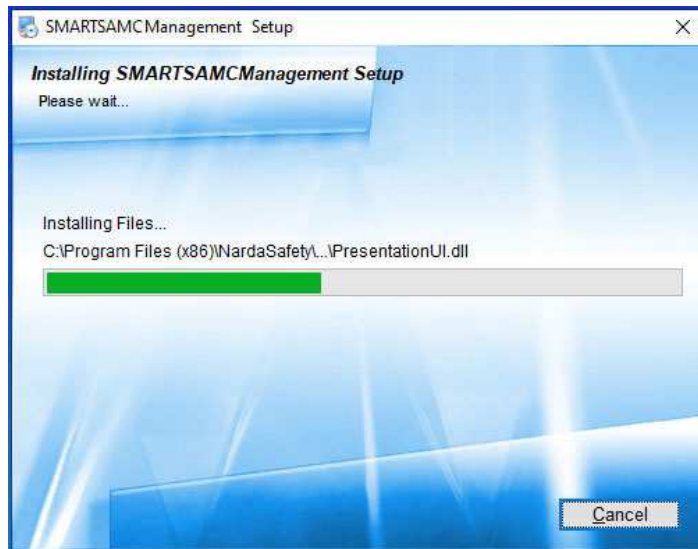 SMARTSAMCManagement Setup
Installing SMARTSAMCManagement Setup
Please wait...
Installing Files...
C:\Program Files (x86)\NardaSafety\...\PresentationUI.dll
Cancel